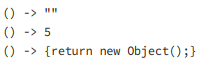 () -> ""
() -> 5
() -> {return new Object();}